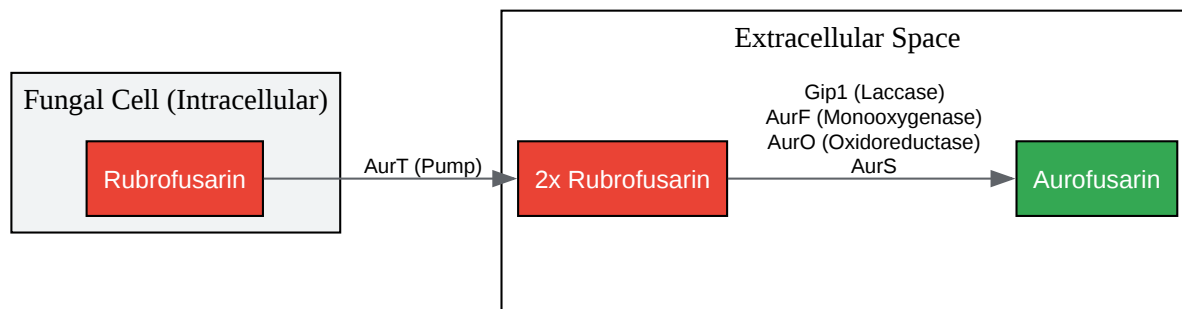 Extracellular Space
Fungal Cell (Intracellular)
Rubrofusarin
AurT (Pump)
2x Rubrofusarin
Gip1 (Laccase)
AurF (Monooxygenase)
AurO (Oxidoreductase)
AurS
Aurofusarin